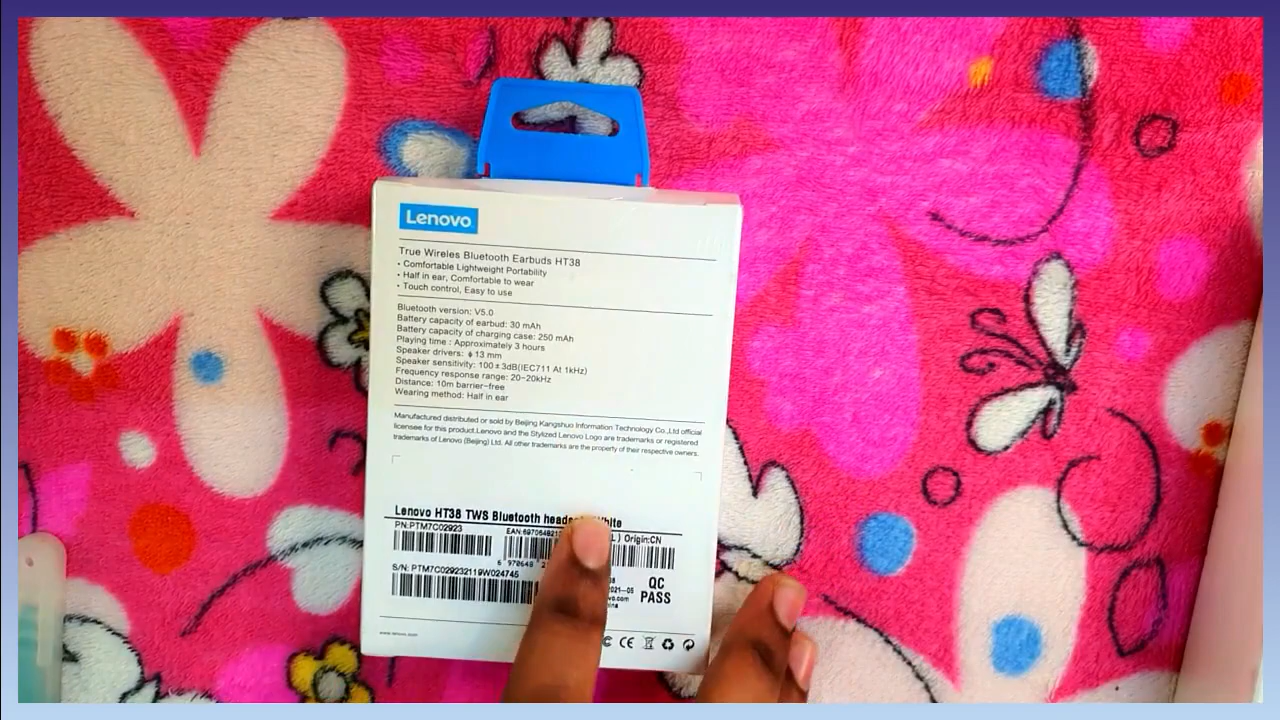 Lenovo
True Wireles Bluetooth Earbuds HT38
• Comfortable Lightweight Portability
• Half in ear, Comfortable to wear
• Touch control, Easy to use
Bluetooth version: V5.0
Battery capacity of earbud: 30 mAh
Battery capacity of charging case: 250 mAh
Playing time : Approximately 3 hours
Speaker drivers: ϕ 13 mm
Speaker sensitivity: 100±3dB(IEC711 At 1kHz)
Frequency response range: 20-20kHz
Distance: 10m barrier-free
Wearing method: Half in ear
Manufactured distributed or sold by Beijing Kangshuo Information Technology Co.,Ltd official
licensee for this product.Lenovo and the Stylized Lenovo Logo are trademarks or registered
trademarks of Lenovo (Beijing) Ltd. All other trademarks are the property of their respective owners.
Lenovo HT38 TWS Bluetooth
PN:PTM7C02923
Origin:CN
S/N: PTM7C029232119W024745
QC
PASS
www.lenovo.com